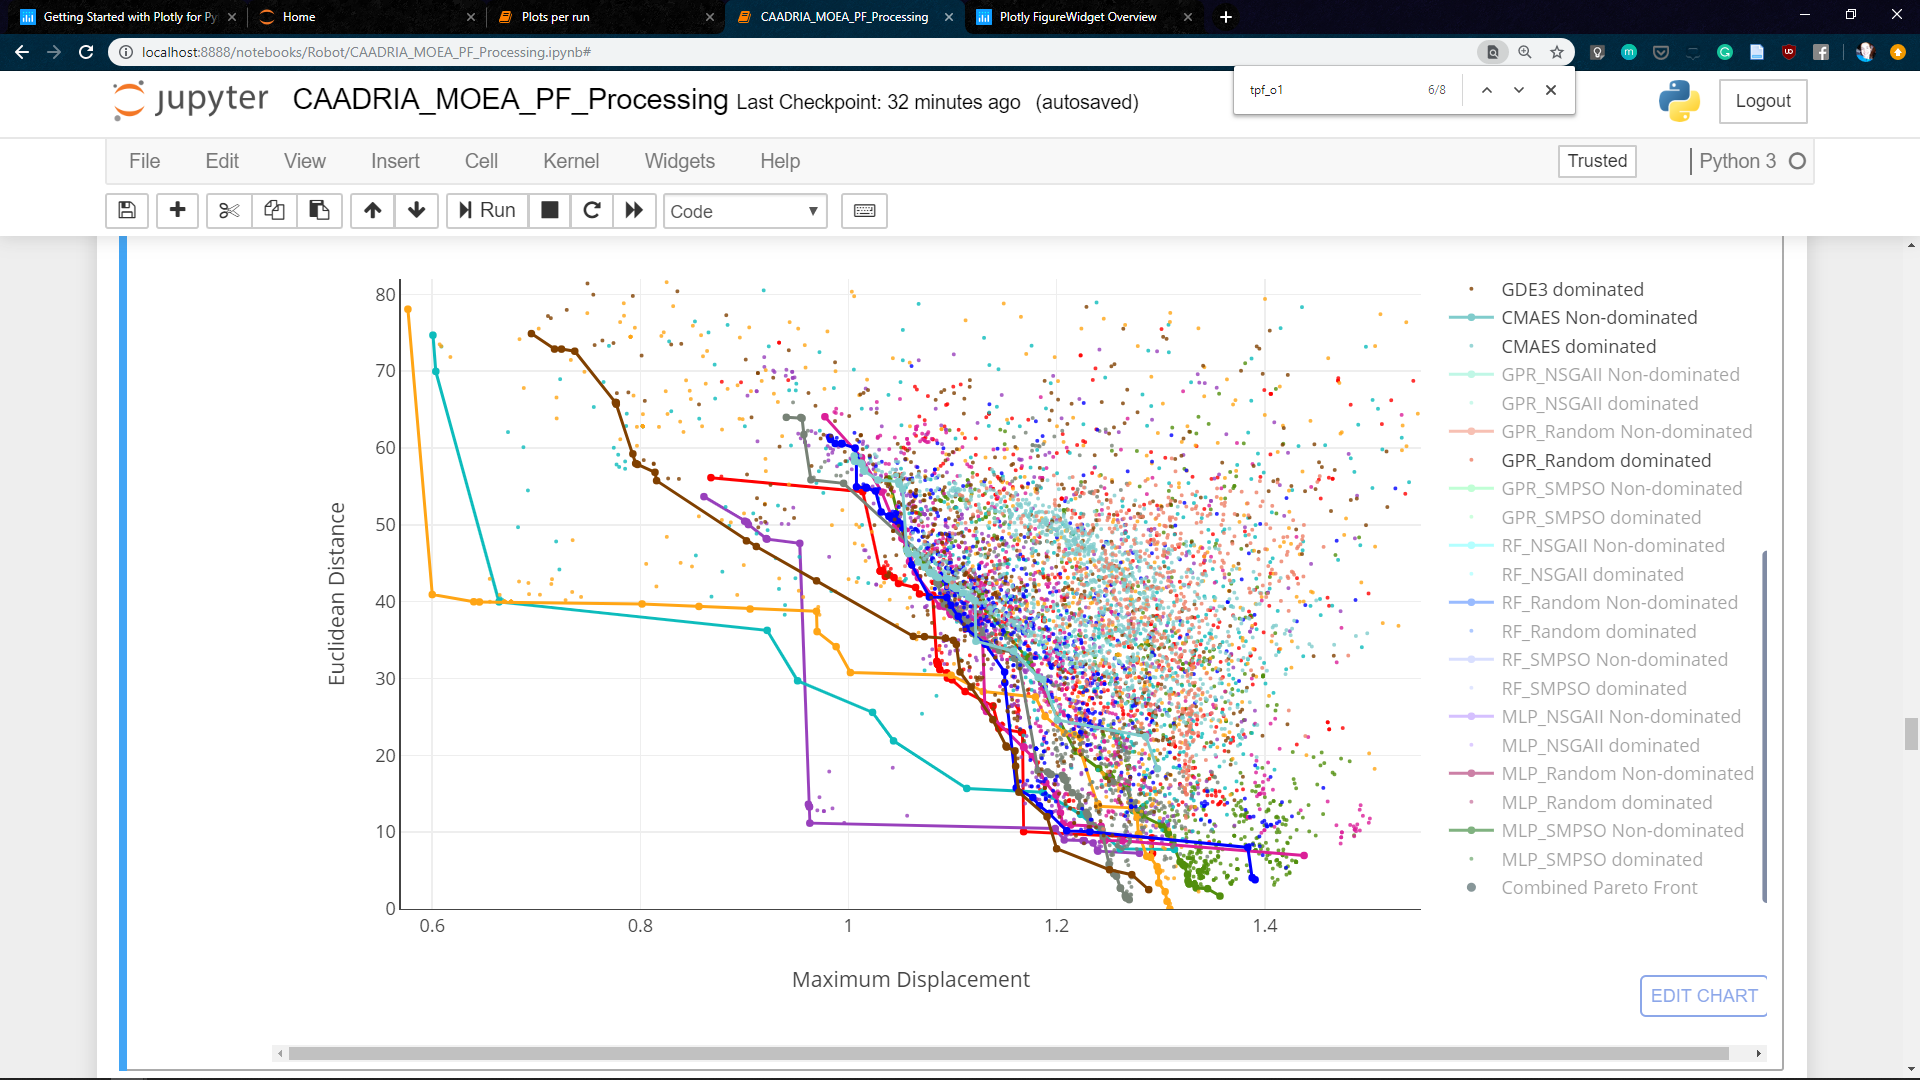 Getting Started with Plotly for Py
Home
Plots per run
CAADRIA_MOEA_PF_Processing
Plotly FigureWidget Overview
localhost:8888/notebooks/Robot/CAADRIA_MOEA_PF_Processing.ipynb#
tpf_o1 6/8
jupyter CAADRIA_MOEA_PF_Processing Last Checkpoint: 32 minutes ago (autosaved)
Logout
File Edit View Insert Cell Kernel Widgets Help
Trusted
Python 3
Run
Code
80
70
60
50
40
30
20
10
0
Euclidean Distance
0.6 0.8 1 1.2 1.4
Maximum Displacement
GDE3 dominated
CMAES Non-dominated
CMAES dominated
GPR_NSGAII Non-dominated
GPR_NSGAII dominated
GPR_Random Non-dominated
GPR_Random dominated
GPR_SMPSO Non-dominated
GPR_SMPSO dominated
RF_NSGAII Non-dominated
RF_NSGAII dominated
RF_Random Non-dominated
RF_Random dominated
RF_SMPSO Non-dominated
RF_SMPSO dominated
MLP_NSGAII Non-dominated
MLP_NSGAII dominated
MLP_Random Non-dominated
MLP_Random dominated
MLP_SMPSO Non-dominated
MLP_SMPSO dominated
Combined Pareto Front
EDIT CHART